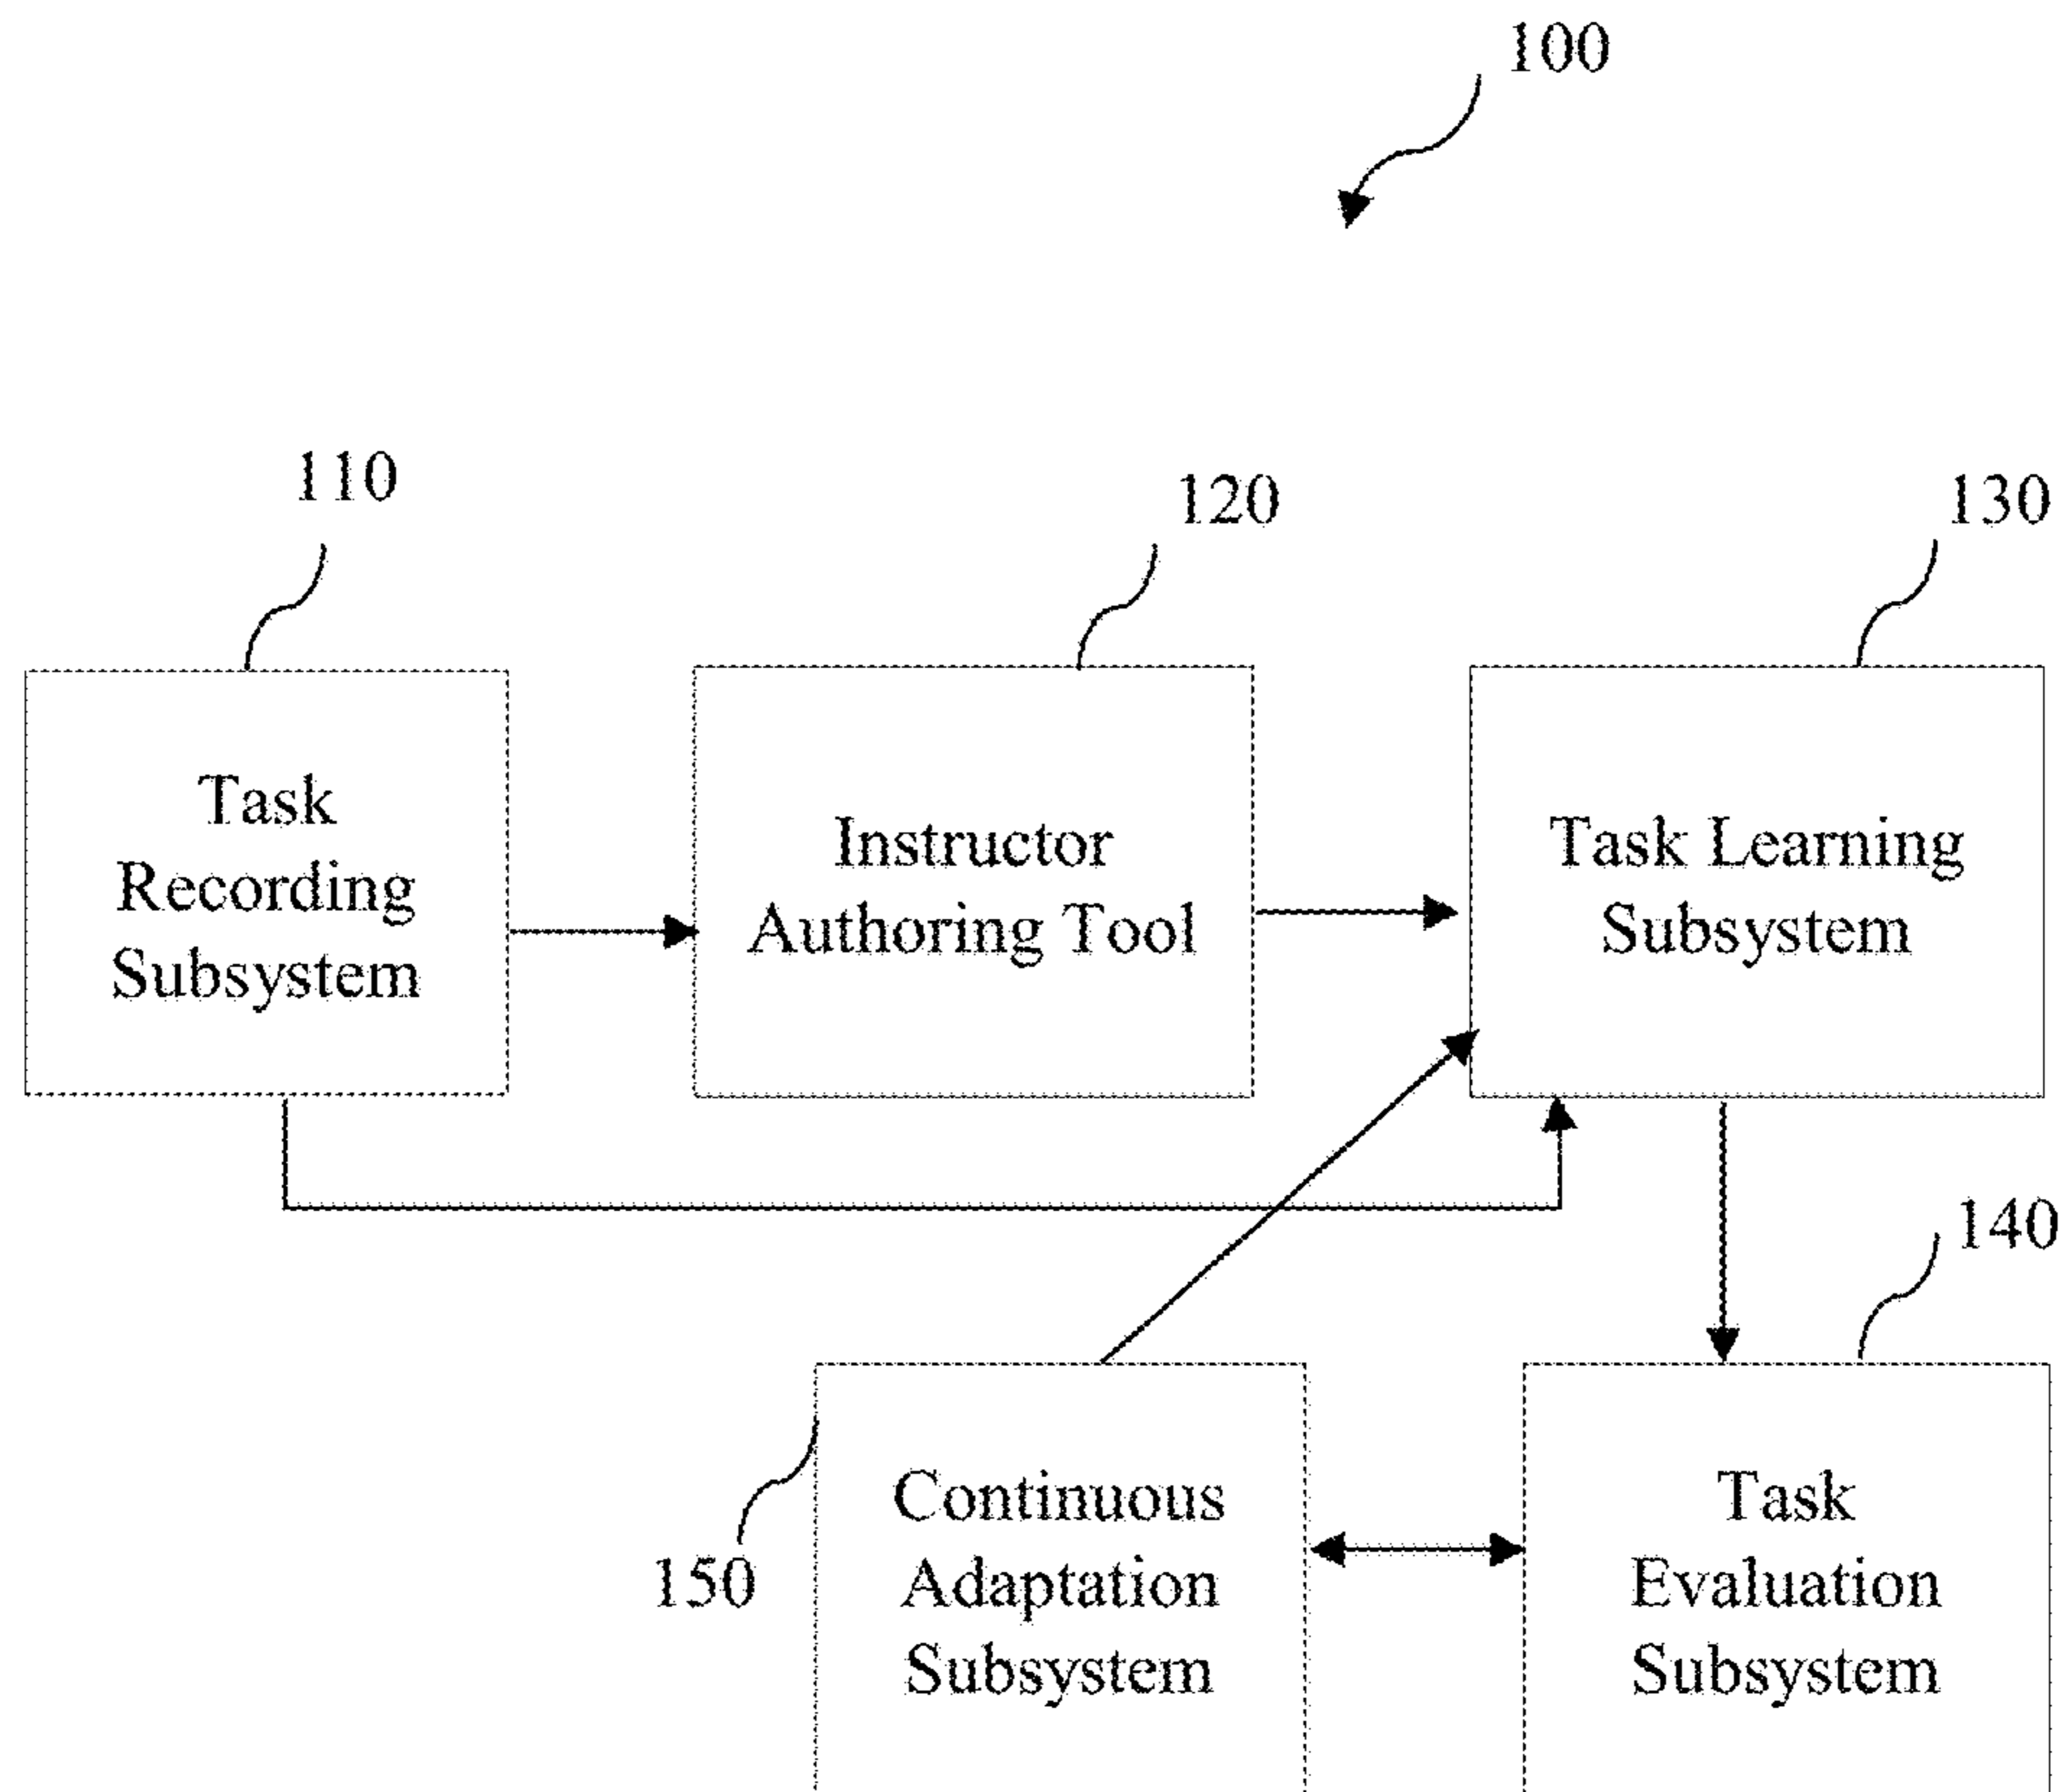 100
110
120
130
Task
Recording
Subsystem
Instructor
Authoring Tool
Task Learning
Subsystem
140
150
Continuous
Adaptation
Subsystem
Task
Evaluation
Subsystem